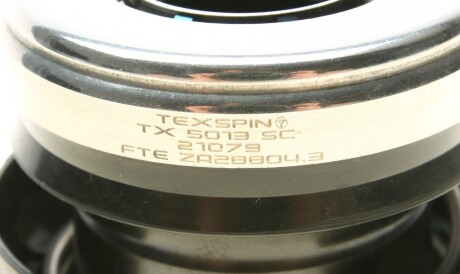 TEXSPIN
TX 5013 SC
21079
FTE ZA28804.3